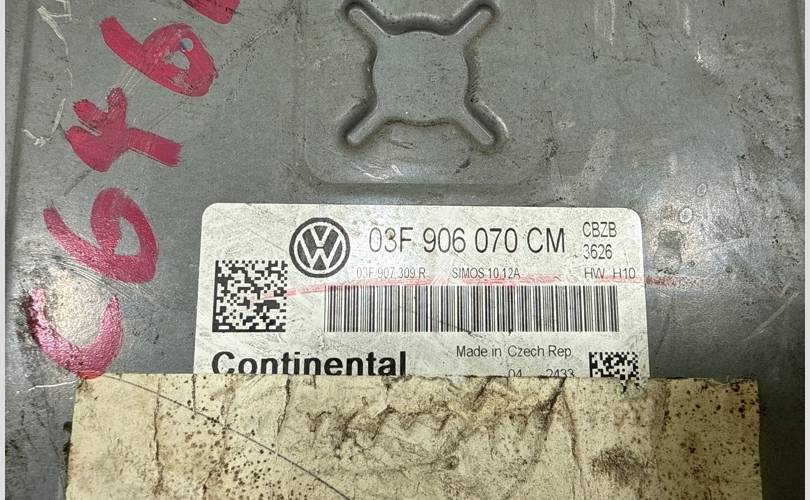 03F 906 070 CM
CBZB
3626
03F 907 309 R SIMOS 10.12A HW H10
Continental
Made in Czech Rep.
04 2433